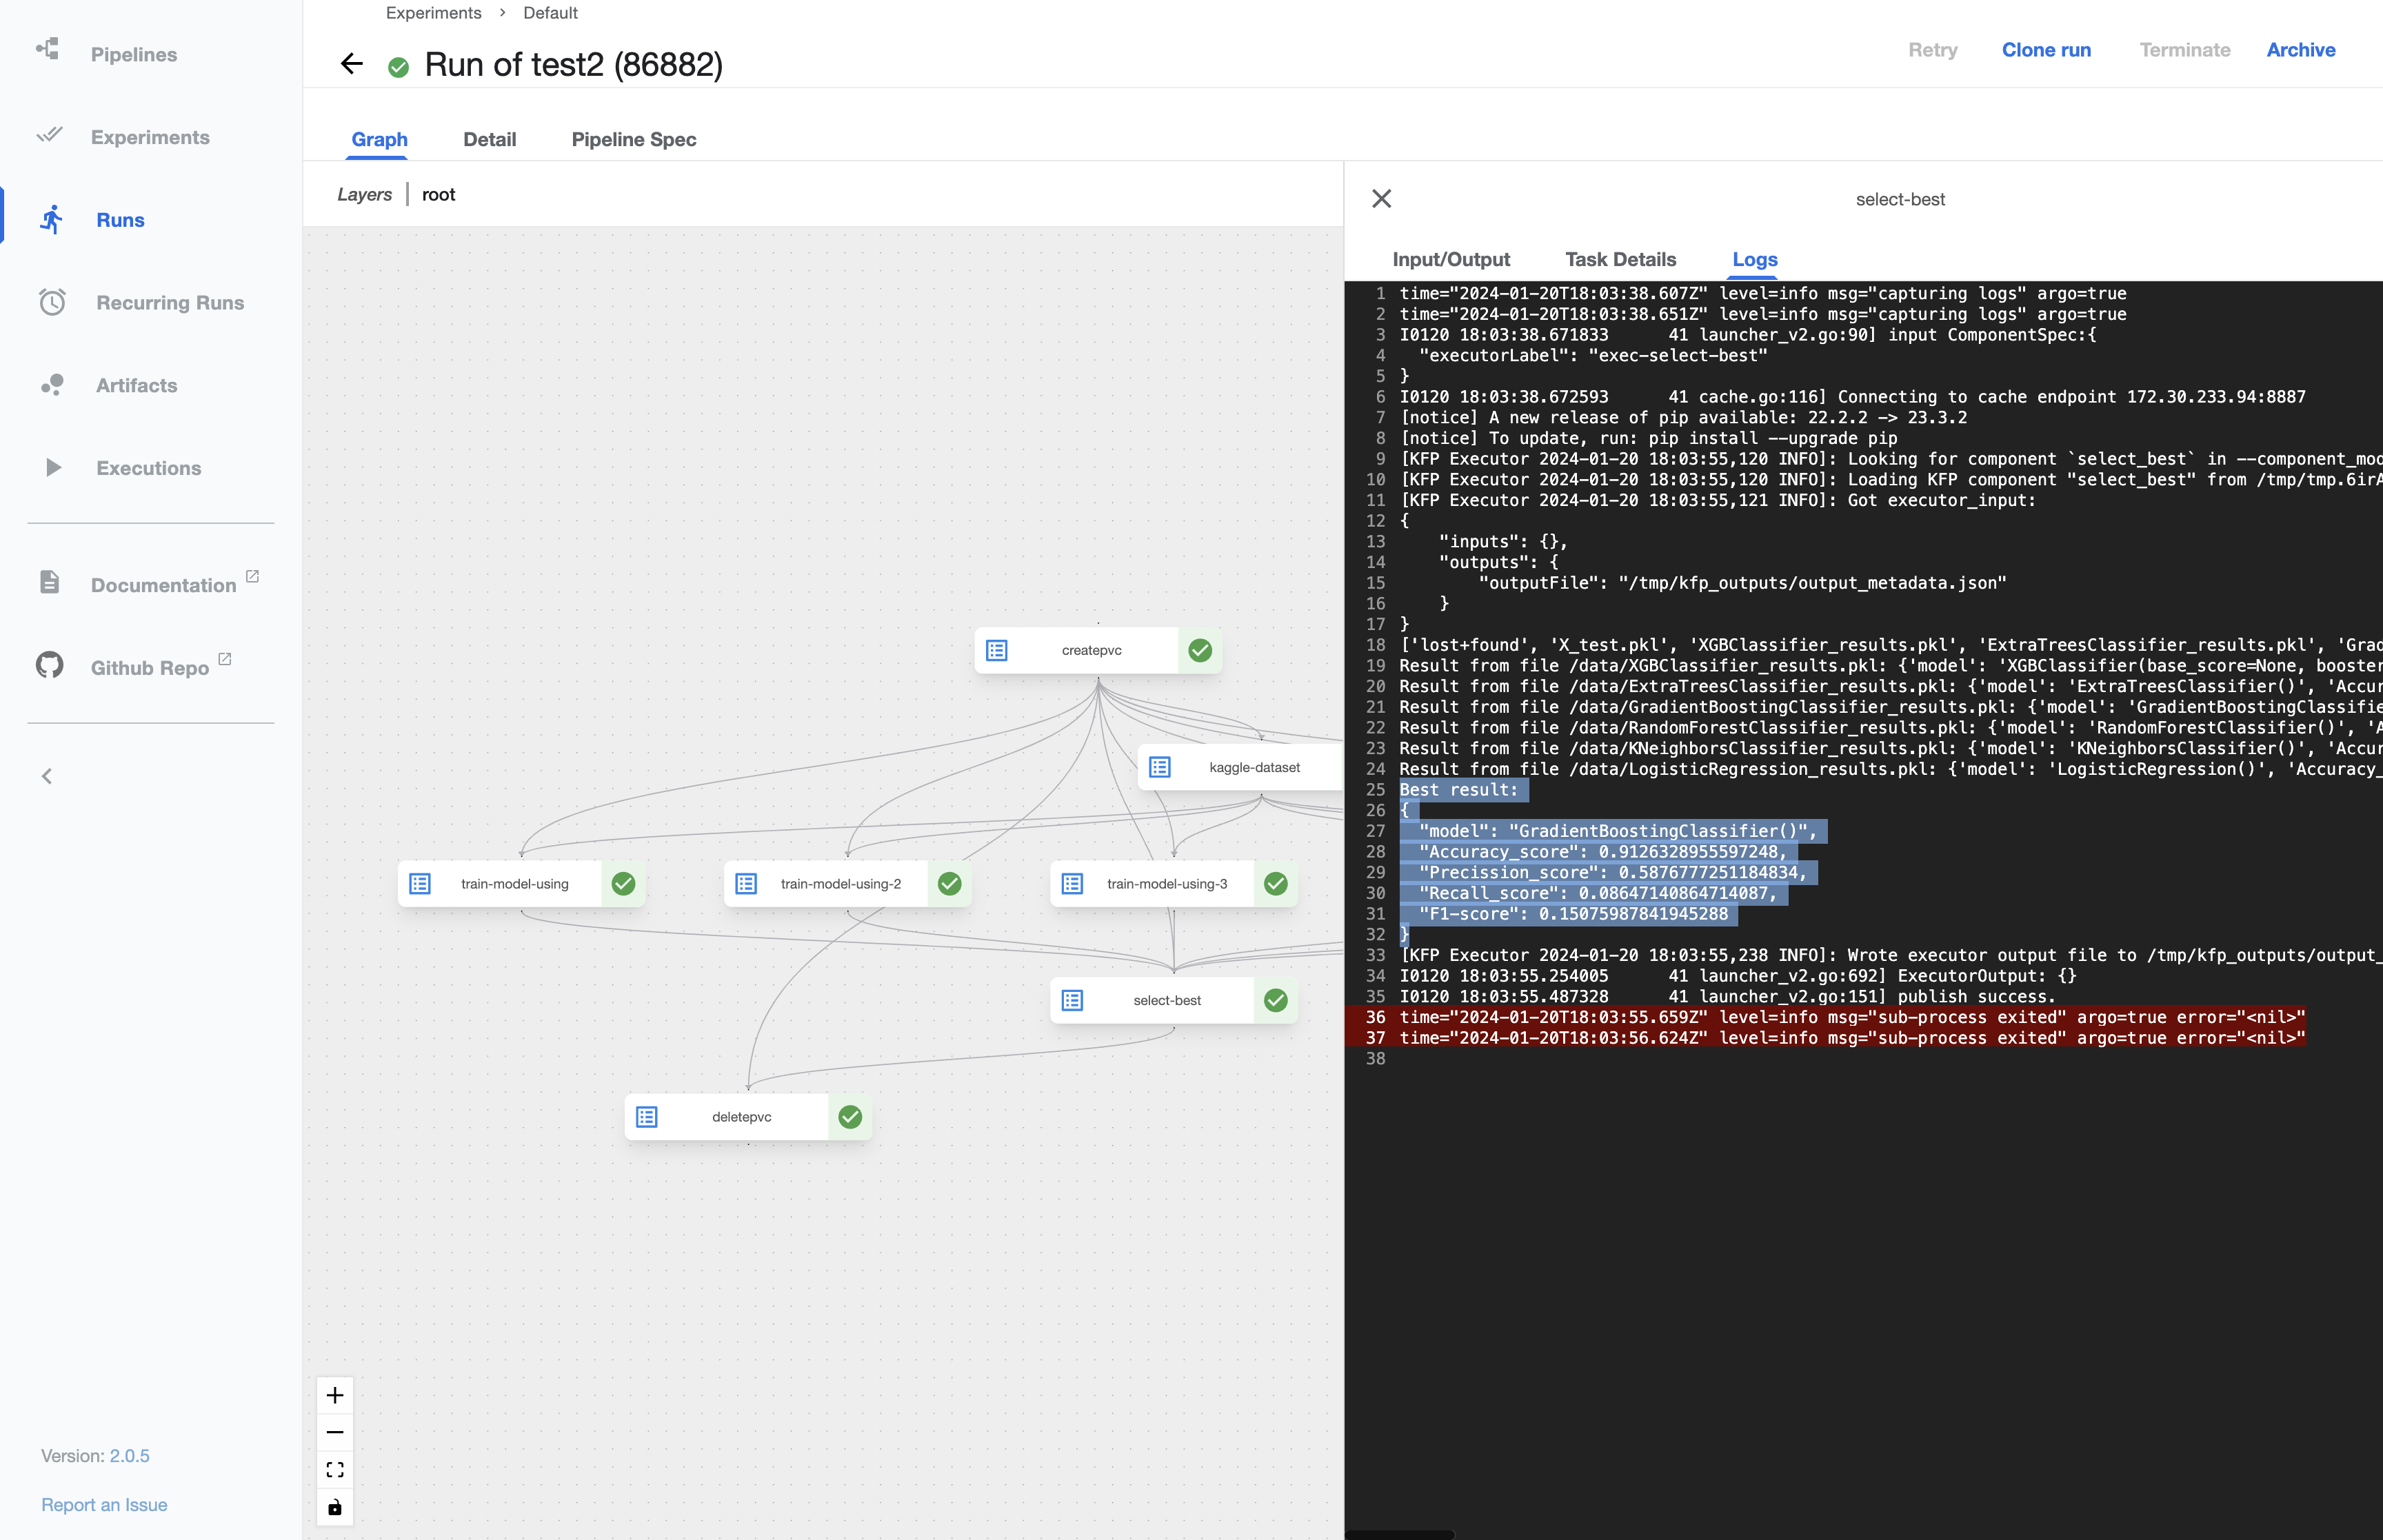 Pipelines
Experiments
Runs
Recurring Runs
Artifacts
Executions
Documentation
Github Repo
Version: 2.0.5
Report an Issue
Experiments > Default
Run of test2 (86882)
Retry Clone run Terminate Archive
Graph Detail Pipeline Spec
Layers | root
createpvc
kaggle-dataset
train-model-using
train-model-using-2
train-model-using-3
select-best
deletepvc
select-best
Input/Output Task Details Logs
1 time="2024-01-20T18:03:38.607Z" level=info msg="capturing logs" argo=true
2 time="2024-01-20T18:03:38.651Z" level=info msg="capturing logs" argo=true
3 I0120 18:03:38.671833 41 launcher_v2.go:90] input ComponentSpec:{
4 "executorLabel": "exec-select-best"
5 }
6 I0120 18:03:38.672593 41 cache.go:116] Connecting to cache endpoint 172.30.233.94:8887
7 [notice] A new release of pip available: 22.2.2 -> 23.3.2
8 [notice] To update, run: pip install --upgrade pip
9 [KFP Executor 2024-01-20 18:03:55,120 INFO]: Looking for component `select_best` in --component_mod
10 [KFP Executor 2024-01-20 18:03:55,120 INFO]: Loading KFP component "select_best" from /tmp/tmp.6irA
11 [KFP Executor 2024-01-20 18:03:55,121 INFO]: Got executor_input:
12 {
13 "inputs": {},
14 "outputs": {
15 "outputFile": "/tmp/kfp_outputs/output_metadata.json"
16 }
17 }
18 ['lost+found', 'X_test.pkl', 'XGBClassifier_results.pkl', 'ExtraTreesClassifier_results.pkl', 'Grad
19 Result from file /data/XGBClassifier_results.pkl: {'model': 'XGBClassifier(base_score=None, booster
20 Result from file /data/ExtraTreesClassifier_results.pkl: {'model': 'ExtraTreesClassifier()', 'Accur
21 Result from file /data/GradientBoostingClassifier_results.pkl: {'model': 'GradientBoostingClassifie
22 Result from file /data/RandomForestClassifier_results.pkl: {'model': 'RandomForestClassifier()', 'A
23 Result from file /data/KNeighborsClassifier_results.pkl: {'model': 'KNeighborsClassifier()', 'Accur
24 Result from file /data/LogisticRegression_results.pkl: {'model': 'LogisticRegression()', 'Accuracy_
25 Best result:
26 {
27 "model": "GradientBoostingClassifier()",
28 "Accuracy_score": 0.9126328955597248,
29 "Precission_score": 0.5876777251184834,
30 "Recall_score": 0.08647140864714087,
31 "F1-score": 0.15075987841945288
32 }
33 [KFP Executor 2024-01-20 18:03:55,238 INFO]: Wrote executor output file to /tmp/kfp_outputs/output_
34 I0120 18:03:55.254005 41 launcher_v2.go:692] ExecutorOutput: {}
35 I0120 18:03:55.487328 41 launcher_v2.go:151] publish success.
36 time="2024-01-20T18:03:55.659Z" level=info msg="sub-process exited" argo=true error="<nil>"
37 time="2024-01-20T18:03:56.624Z" level=info msg="sub-process exited" argo=true error="<nil>"
38